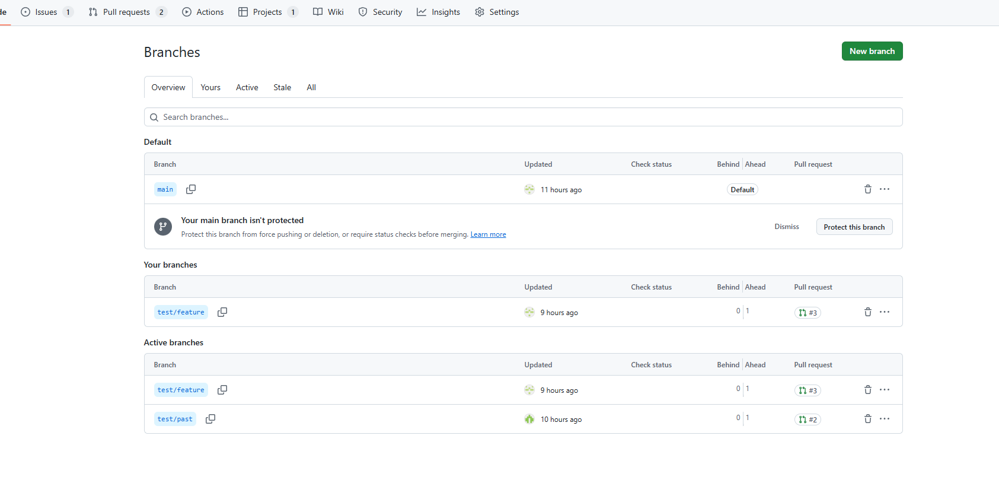 de Issues 1 Pull requests 2 Actions Projects 1 Wiki Security Insights Settings
Branches
New branch
Overview Yours Active Stale All
Search branches...
Default
Branch Updated Check status Behind Ahead Pull request
main 11 hours ago Default
Your main branch isn't protected
Protect this branch from force pushing or deletion, or require status checks before merging. Learn more
Dismiss Protect this branch
Your branches
Branch Updated Check status Behind Ahead Pull request
test/feature 9 hours ago 0 1 #3
Active branches
Branch Updated Check status Behind Ahead Pull request
test/feature 9 hours ago 0 1 #3
test/past 10 hours ago 0 1 #2